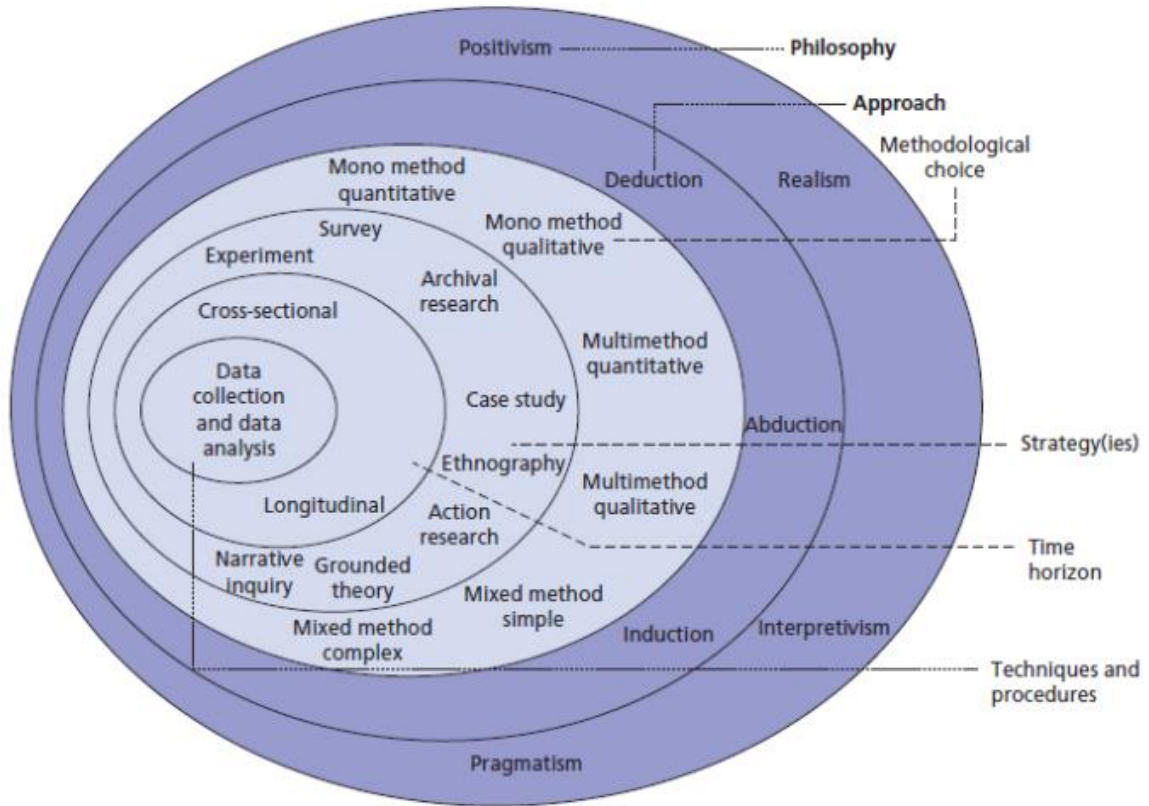 Positivism
Philosophy
Approach
Methodological
choice
Mono method
quantitative
Deduction
Realism
Survey
Mono method
qualitative
Experiment
Archival
research
Cross-sectional
Multimethod
quantitative
Data
collection
and data
analysis
Case study
Abduction
Strategy(ies)
Ethnography
Multimethod
qualitative
Longitudinal
Action
research
Time
horizon
Narrative
inquiry
Grounded
theory
Mixed method
simple
Mixed method
complex
Induction
Interpretivism
Techniques and
procedures
Pragmatism